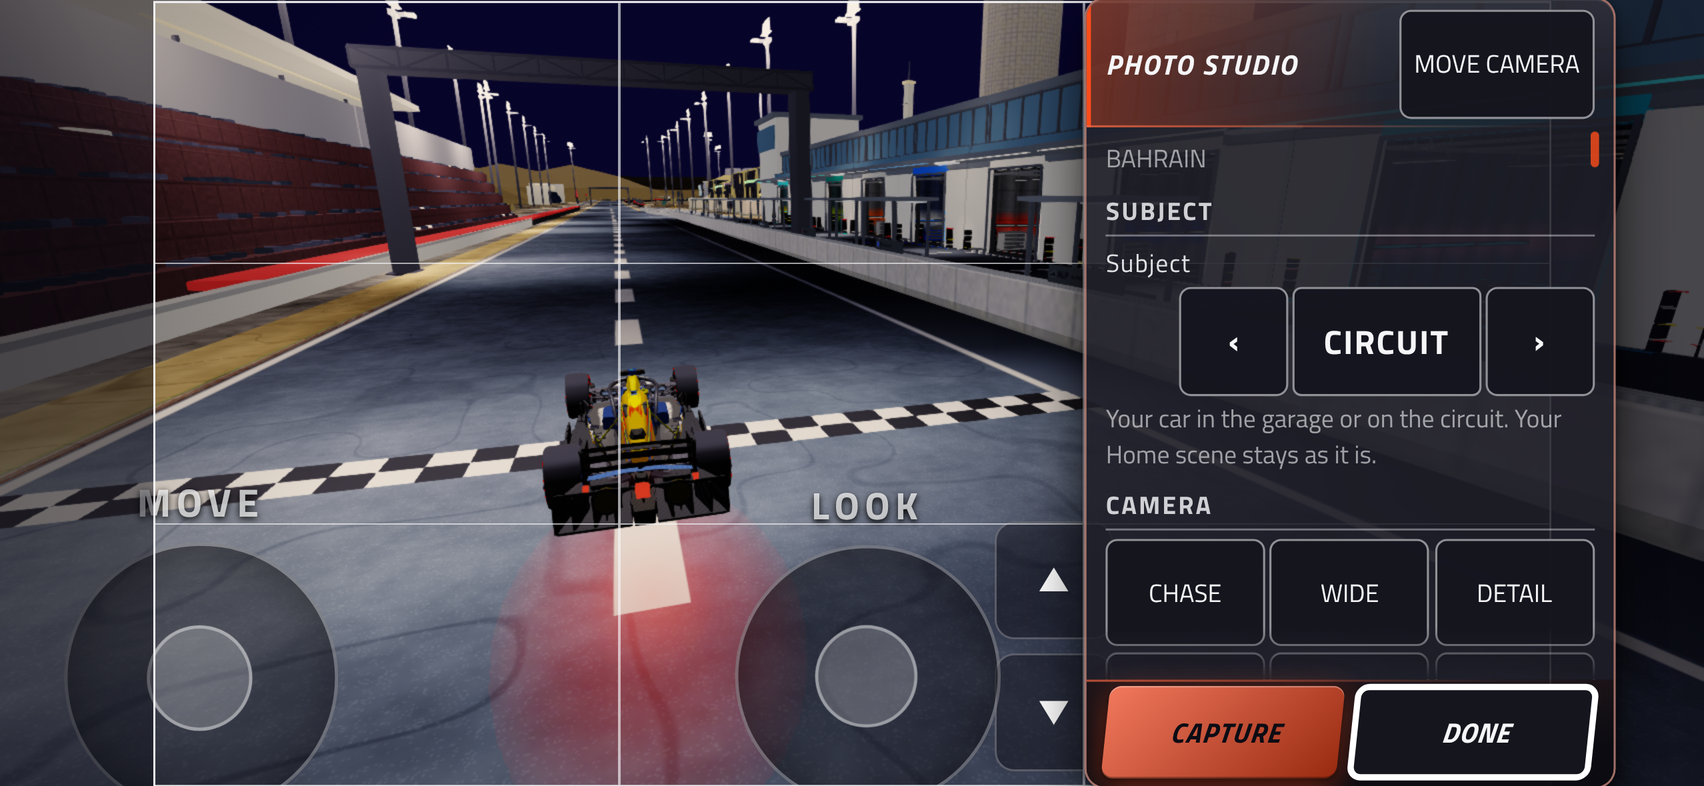 PHOTO STUDIO
MOVE CAMERA
BAHRAIN
SUBJECT
Subject
‹ CIRCUIT ›
Your car in the garage or on the circuit. Your
Home scene stays as it is.
CAMERA
CHASE WIDE DETAIL
CAPTURE DONE
MOVE
LOOK